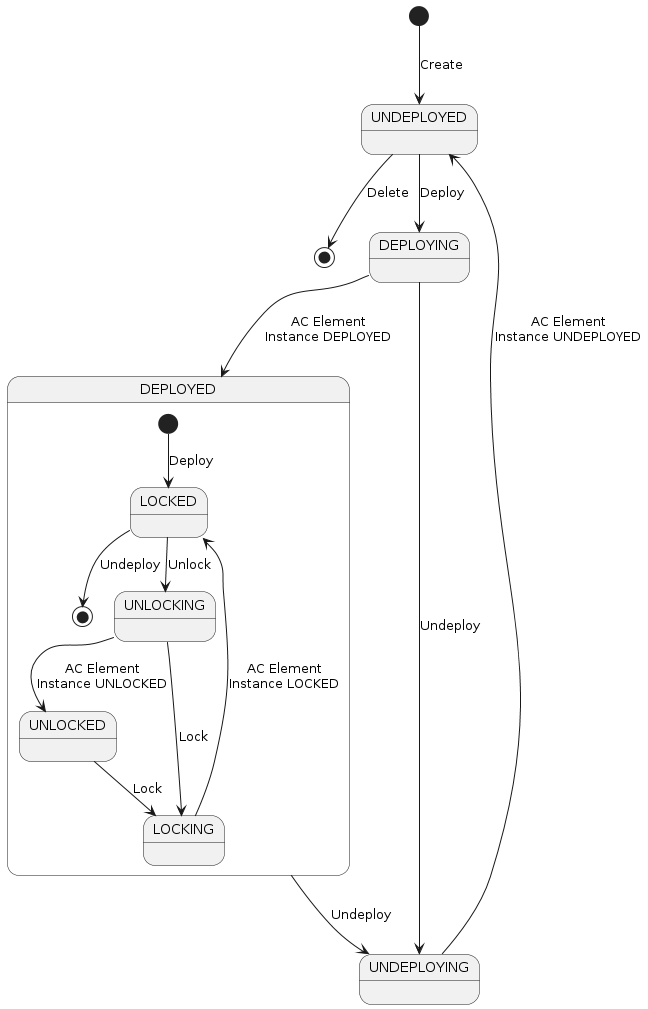 Create
UNDEPLOYED
Delete
Deploy
DEPLOYING
AC Element
Instance DEPLOYED
AC Element
Instance UNDEPLOYED
DEPLOYED
Deploy
LOCKED
Undeploy
Unlock
UNLOCKING
Undeploy
AC Element
Instance UNLOCKED
AC Element
Instance LOCKED
UNLOCKED
Lock
Lock
LOCKING
Undeploy
UNDEPLOYING